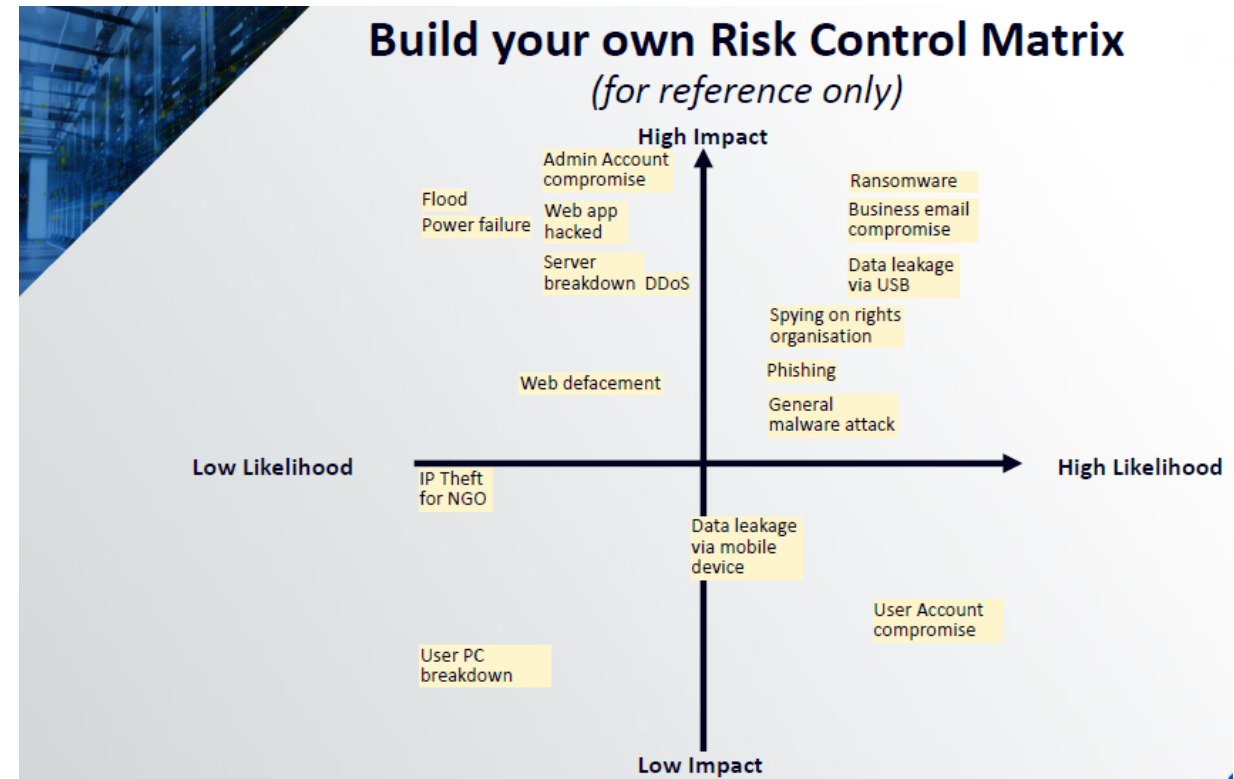 Build your own Risk Control Matrix
(for reference only)
High Impact
Admin Account
compromise
Flood
Power failure
Web app
hacked
Server
breakdown DDoS
Ransomware
Business email
compromise
Data leakage
via USB
Spying on rights
organisation
Web defacement
Phishing
General
malware attack
Low Likelihood
High Likelihood
IP Theft
for NGO
Data leakage
via mobile
device
User Account
compromise
User PC
breakdown
Low Impact